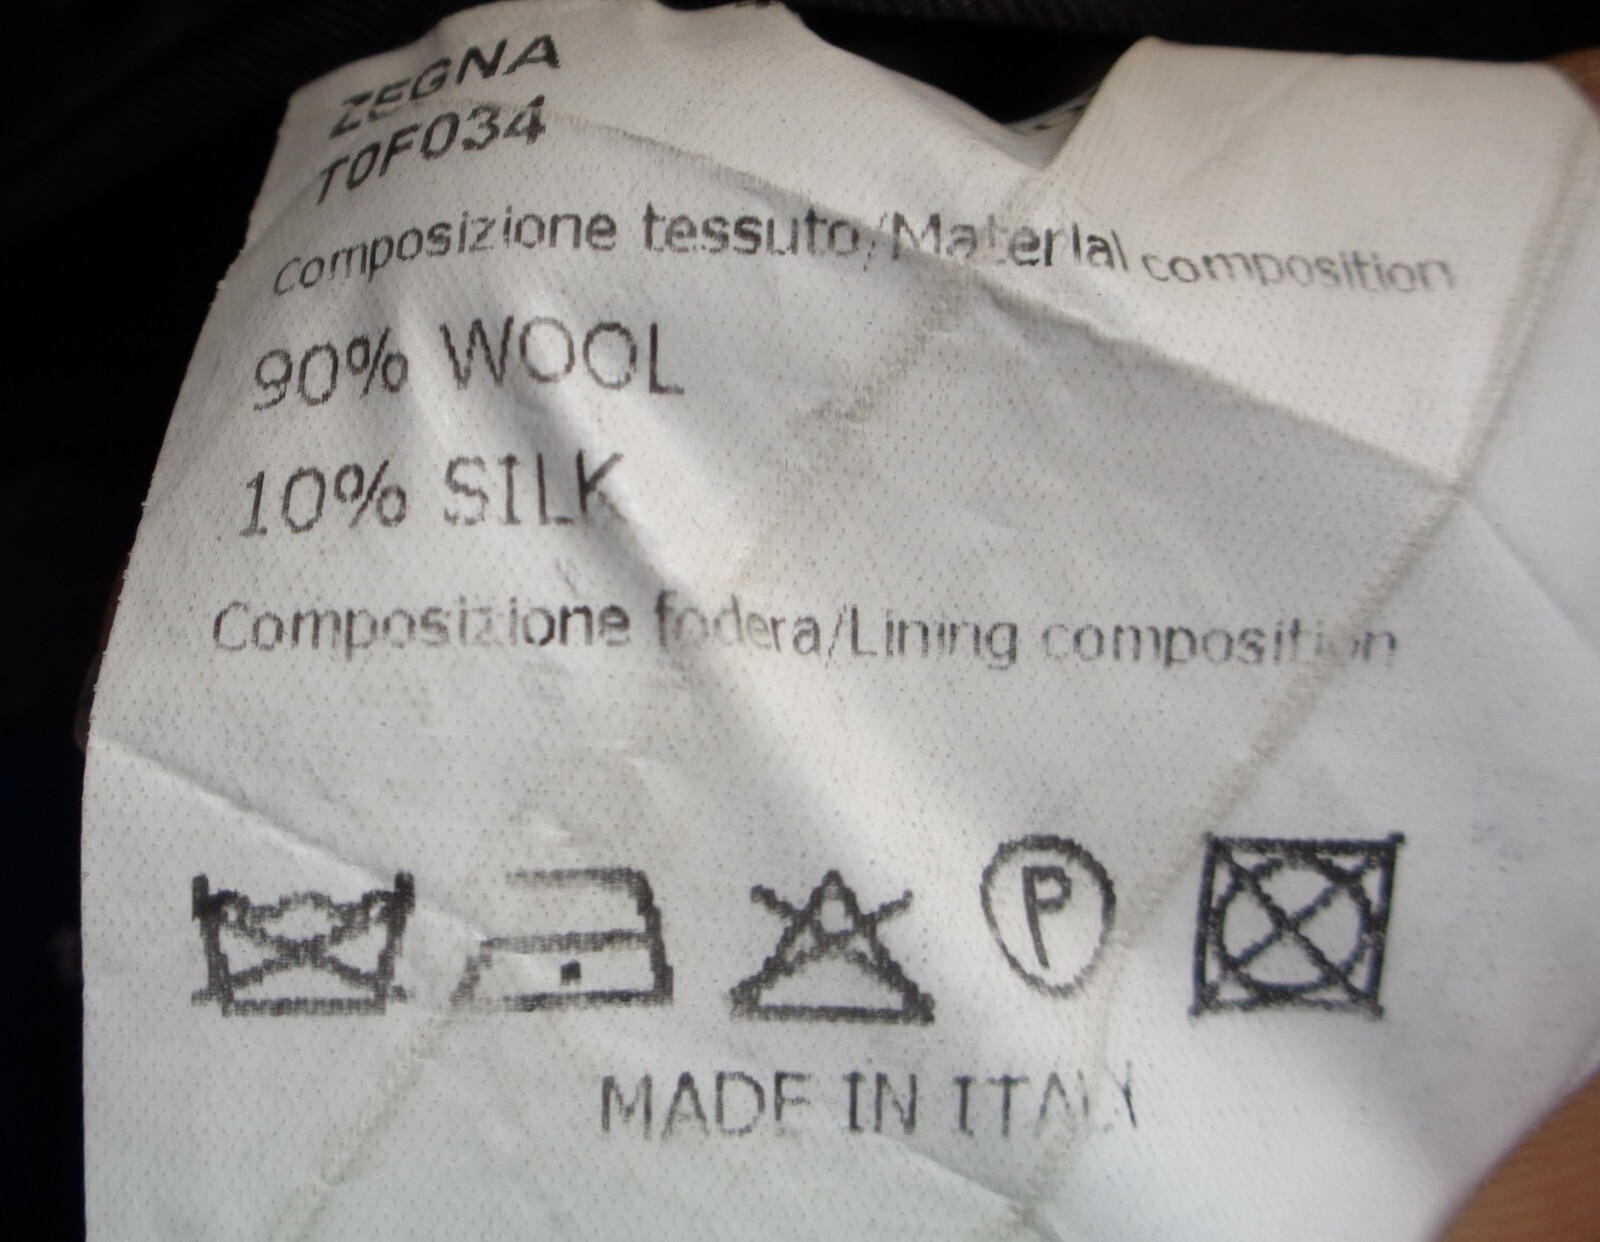 ZEGNA
T0F034
Composizione tessuto/Material composition
90% WOOL
10% SILK
Composizione fodera/Lining composition
P
MADE IN ITALY